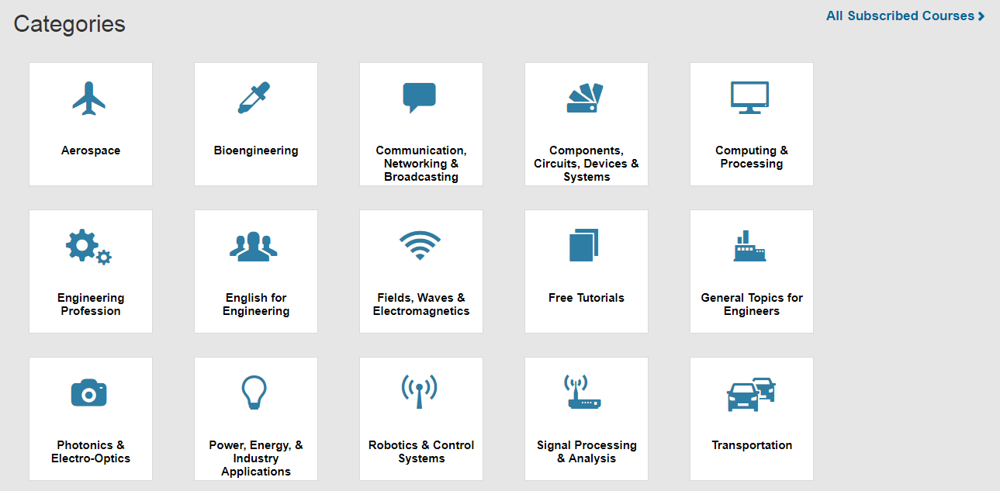 Categories
All Subscribed Courses
Aerospace
Bioengineering
Communication,
Networking &
Broadcasting
Components,
Circuits, Devices &
Systems
Computing &
Processing
Engineering
Profession
English for
Engineering
Fields, Waves &
Electromagnetics
Free Tutorials
General Topics for
Engineers
Photonics &
Electro-Optics
Power, Energy, &
Industry
Applications
Robotics & Control
Systems
Signal Processing
& Analysis
Transportation